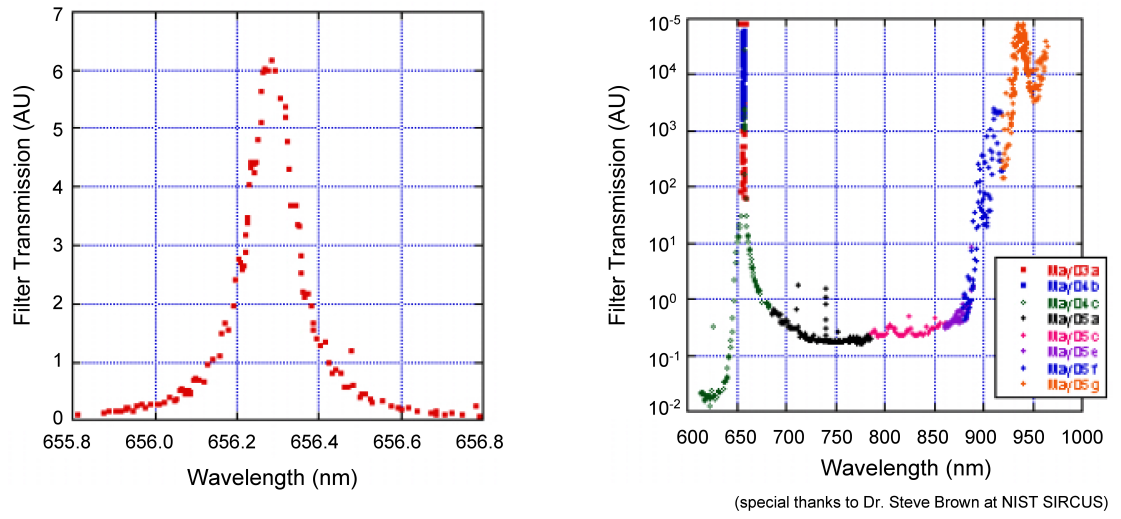 7
6
5
4
3
2
1
0
Filter Transmission (AU)
655.8 656.0 656.2 656.4 656.6 656.8
Wavelength (nm)
10-5
104
103
102
101
100
10-1
10-2
Filter Transmission (AU)
600 650 700 750 800 850 900 950 1000
Wavelength (nm)
May03a
May04b
May04c
May05a
May05c
May05e
May05f
May05g
(special thanks to Dr. Steve Brown at NIST SIRCUS)